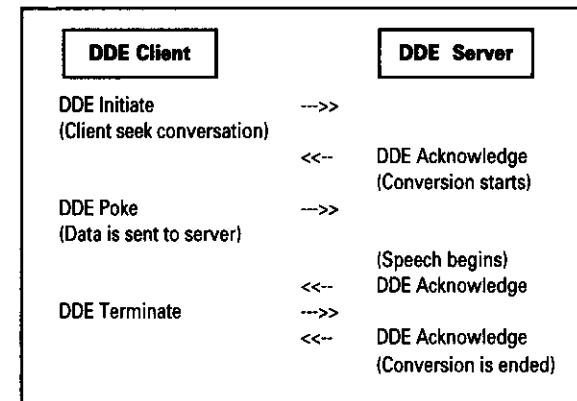 DDE Client DDE Server
DDE Initiate --->>
(Client seek conversation)
<<-- DDE Acknowledge
(Conversion starts)
DDE Poke --->>
(Data is sent to server)
(Speech begins)
<<-- DDE Acknowledge
DDE Terminate --->>
<<-- DDE Acknowledge
(Conversion is ended)